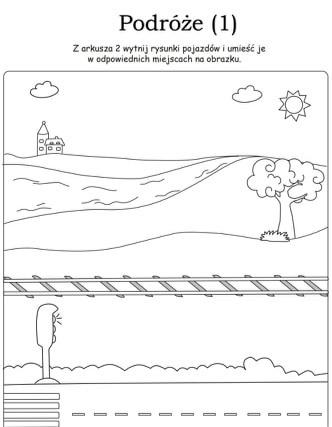 Podróże (1)
Z arkusza 2 wytnij rysunki pojazdów i umieść je
w odpowiednich miejscach na obrazku.